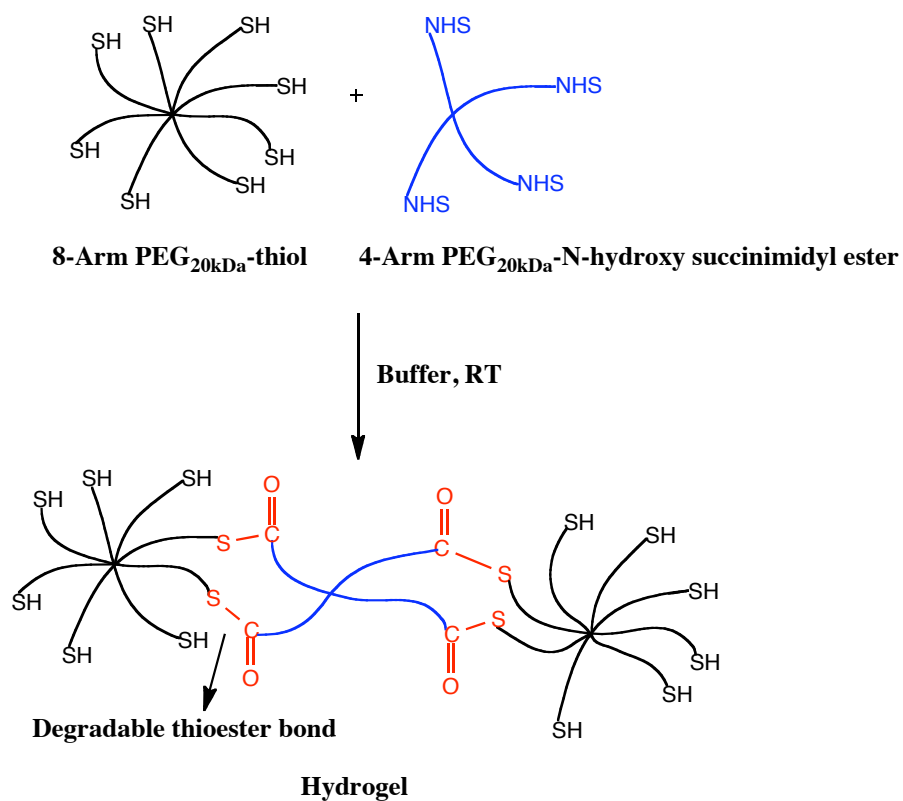 SH SH SH
SH
SH
SH
SH
SH
+
NHS
NHS
NHS
NHS
8-Arm PEG20kDa-thiol
4-Arm PEG20kDa-N-hydroxy succinimidyl ester
Buffer, RT
SH
SH
SH
SH
SH
SH
S
S
C
O
C
O
O
C
S
C
O
S
SH
SH
SH
SH
SH
SH
Degradable thioester bond
Hydrogel